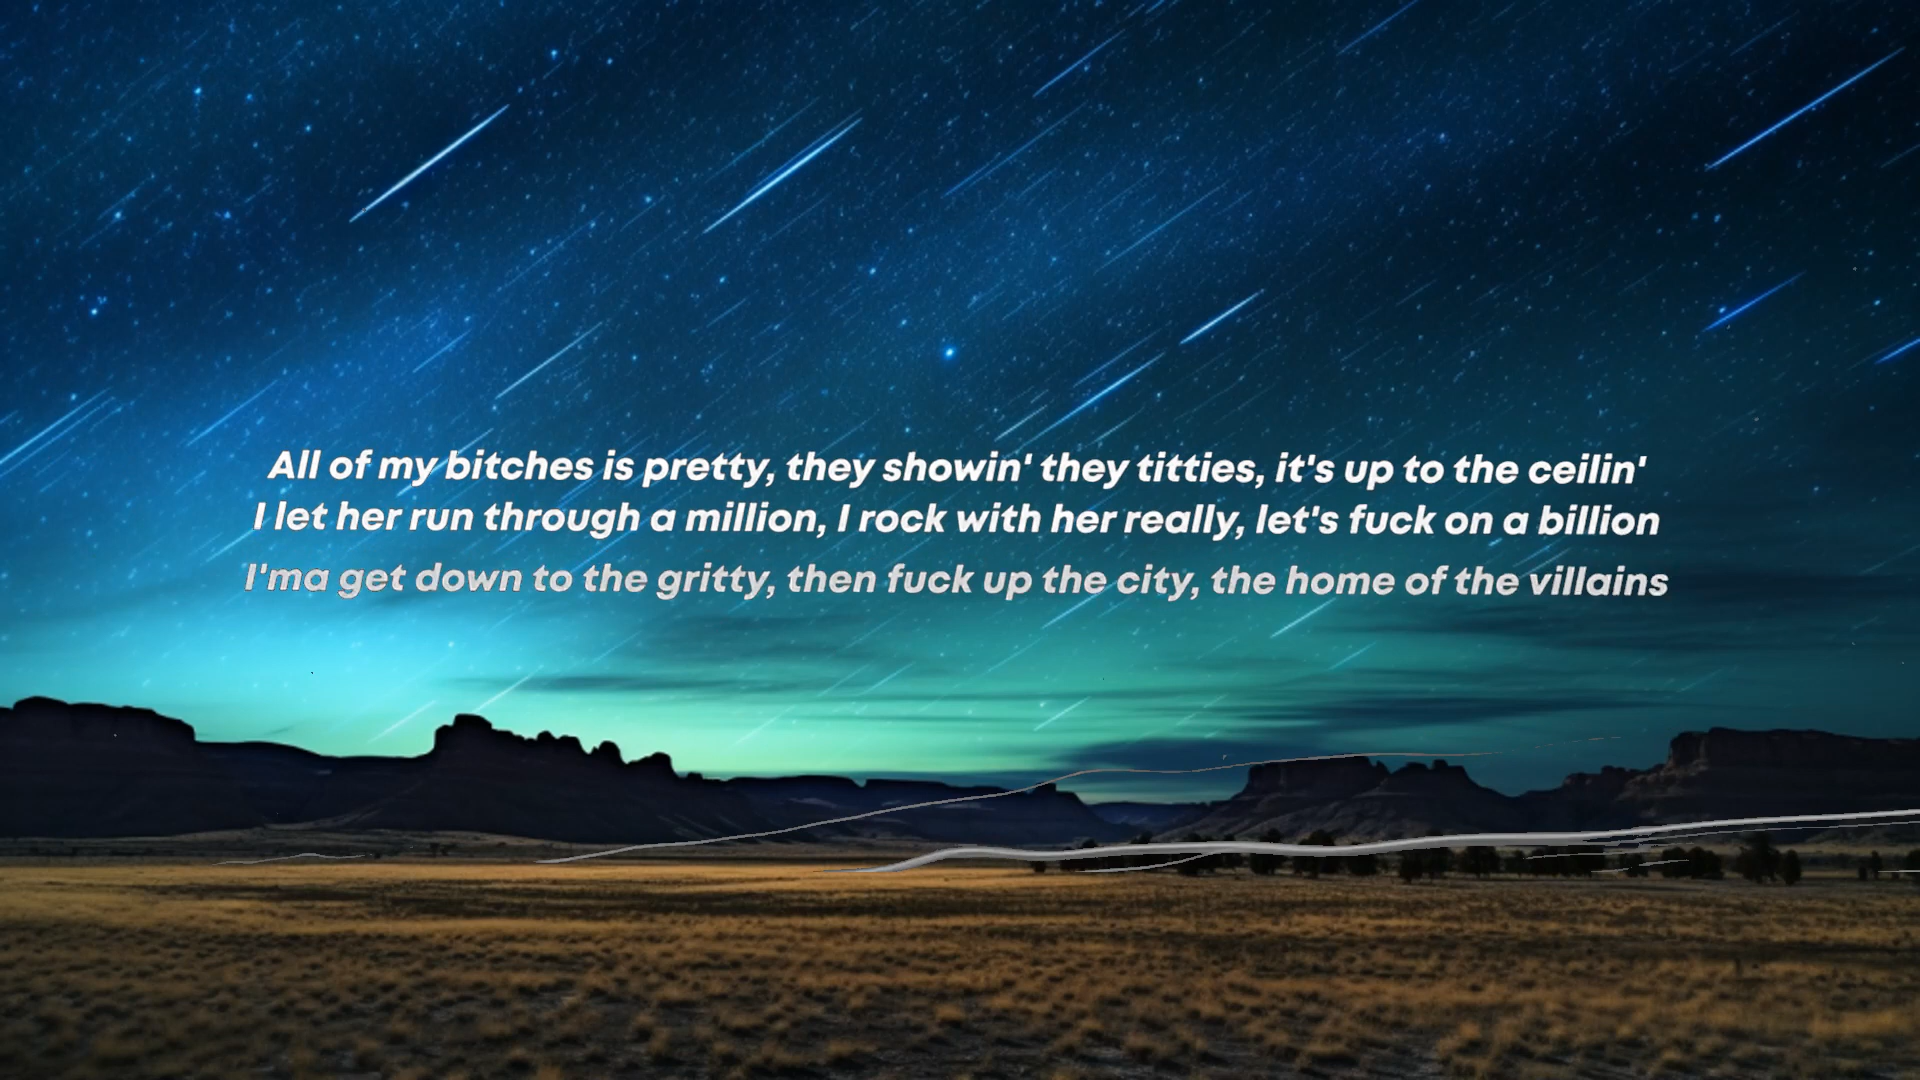 All of my bitches is pretty, they showin' they titties, it's up to the ceilin'
I let her run through a million, I rock with her really, let's fuck on a billion
I'ma get down to the gritty, then fuck up the city, the home of the villains